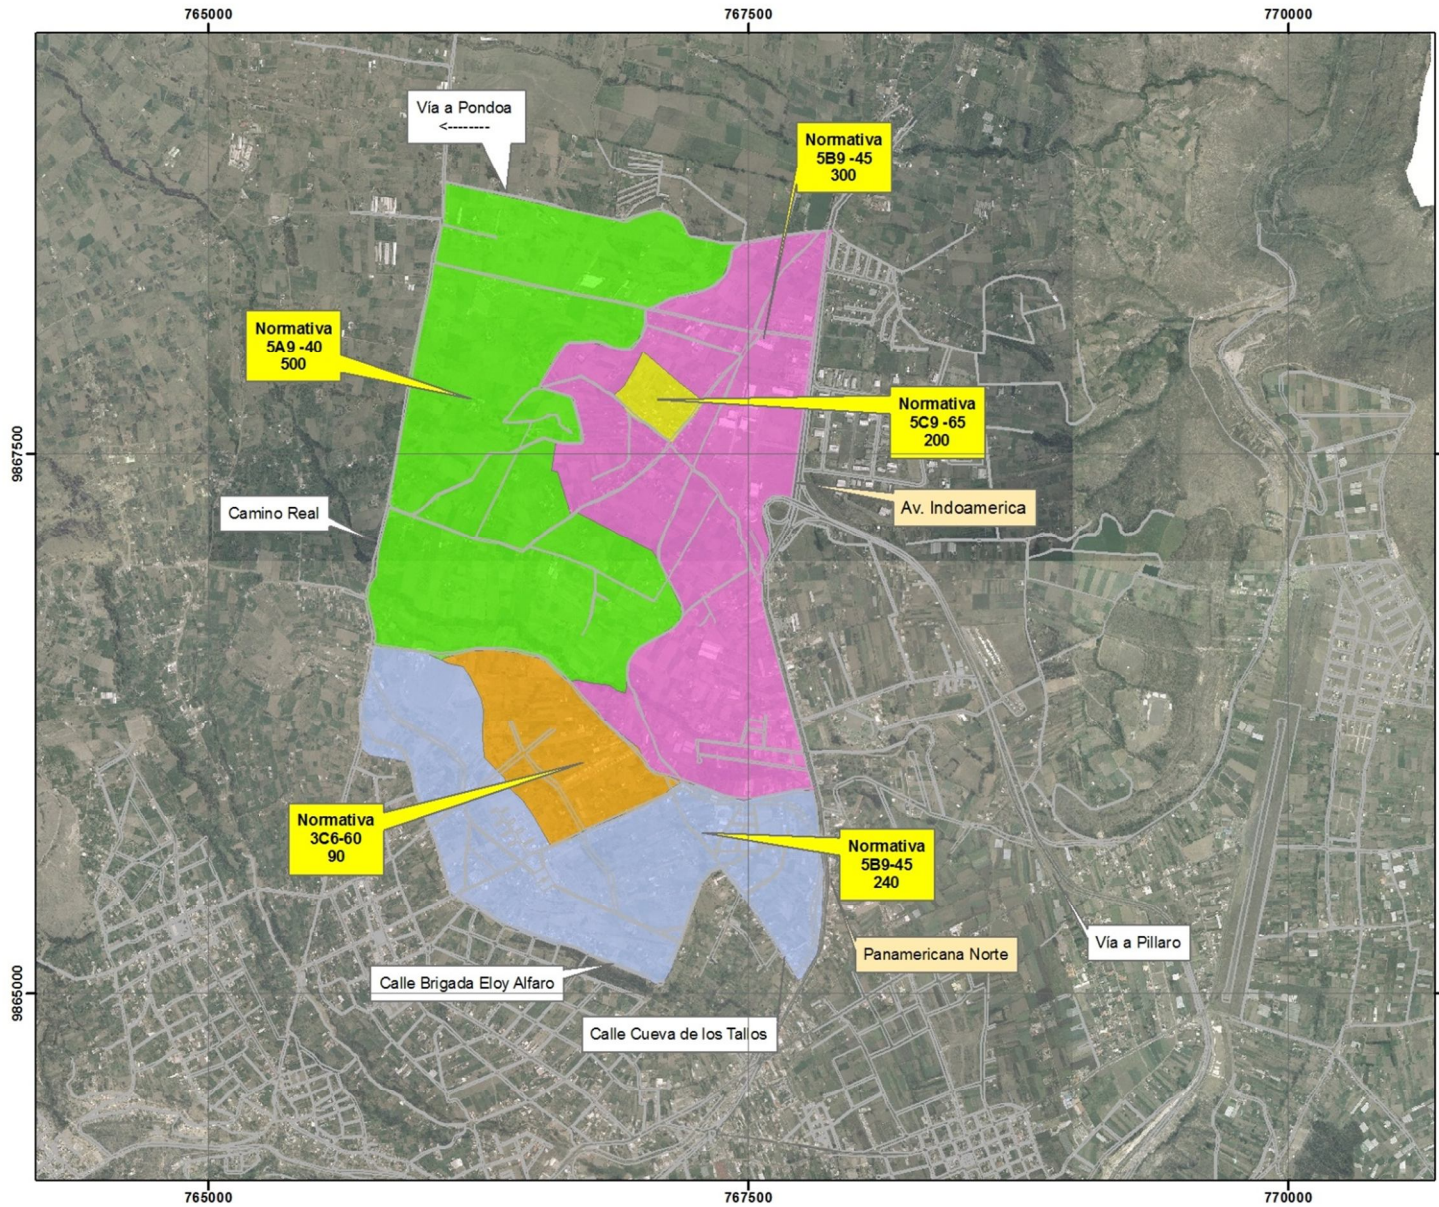 765000
767500
770000
Vía a Pondoa
<--------
Normativa
5B9 -45
300
Normativa
5A9 -40
500
Normativa
5C9 -65
200
9867500
9867500
Camino Real
Av. Indoamerica
Normativa
3C6-60
90
Normativa
5B9-45
240
Vía a Pillaro
Panamericana Norte
Calle Brigada Eloy Alfaro
9865000
9865000
Calle Cueva de los Tallos
765000
767500
770000